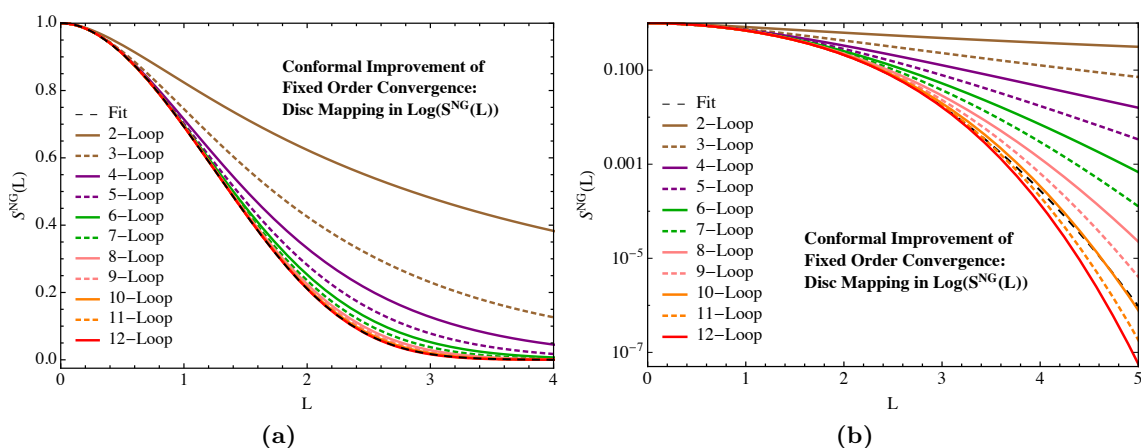 1.0
0.8
0.6
0.4
0.2
0.0
S^NG(L)
Conformal Improvement of
Fixed Order Convergence:
Disc Mapping in Log(S^NG(L))
Fit
2−Loop
3−Loop
4−Loop
5−Loop
6−Loop
7−Loop
8−Loop
9−Loop
10−Loop
11−Loop
12−Loop
0 1 2 3 4
L
(a)
0.100
0.001
10^−5
10^−7
S^NG(L)
Fit
2−Loop
3−Loop
4−Loop
5−Loop
6−Loop
7−Loop
8−Loop
9−Loop
10−Loop
11−Loop
12−Loop
Conformal Improvement of
Fixed Order Convergence:
Disc Mapping in Log(S^NG(L))
0 1 2 3 4 5
L
(b)